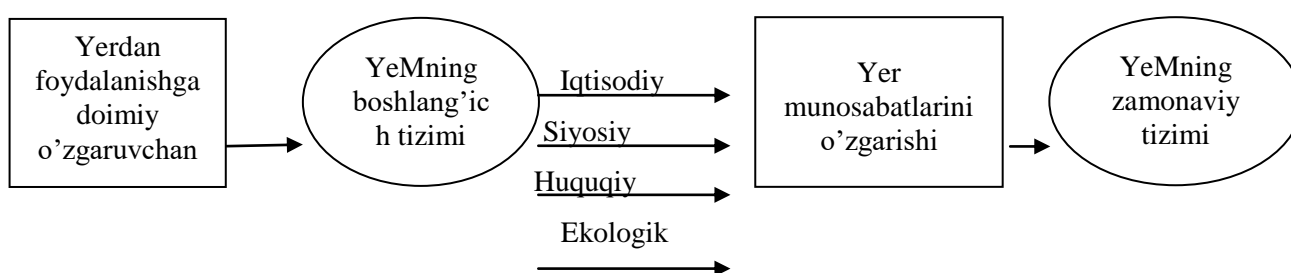 Yerdan
foydalanishga
doimiy
o’zgaruvchan
YeMning
boshlang’ic
h tizimi
Iqtisodiy
Siyosiy
Huquqiy
Ekologik
Yer
munosabatlarini
o’zgarishi
YeMning
zamonaviy
tizimi